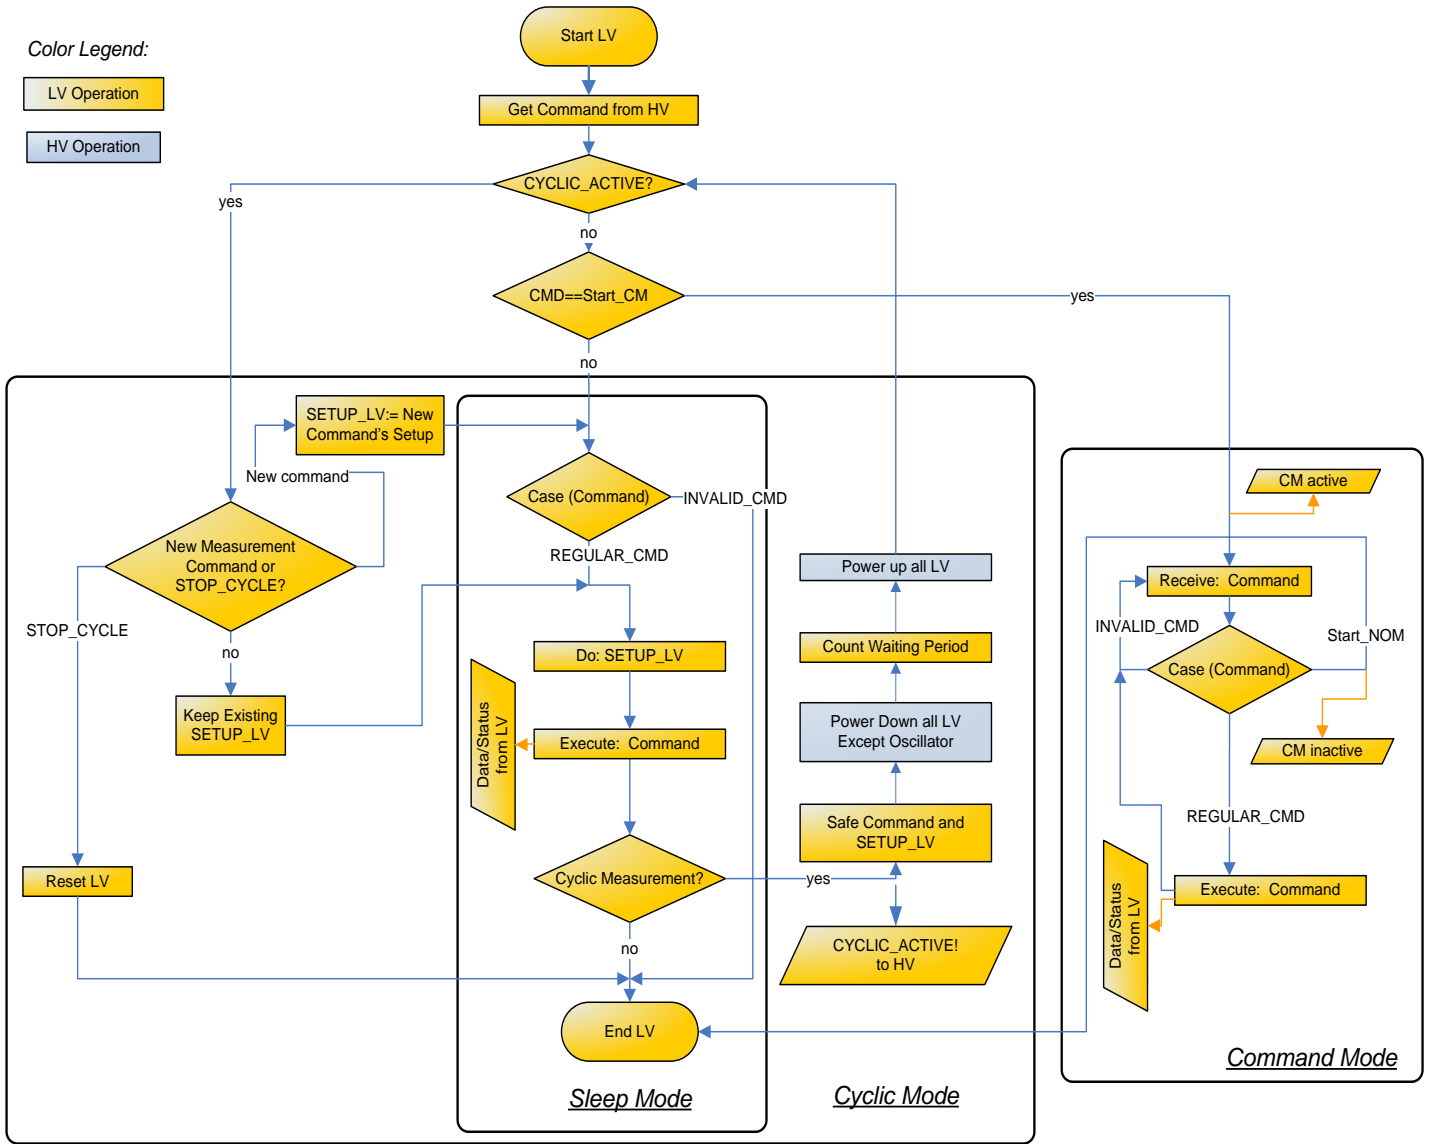 Color Legend:
LV Operation
HV Operation
Start LV
Get Command from HV
CYCLIC_ACTIVE?
yes
no
CMD==Start_CM
yes
no
SETUP_LV:= New
Command's Setup
New command
New Measurement
Command or
STOP_CYCLE?
STOP_CYCLE
no
Keep Existing
SETUP_LV
Reset LV
Case (Command)
INVALID_CMD
REGULAR_CMD
Do: SETUP_LV
Execute: Command
Data/Status
from LV
Cyclic Measurement?
yes
no
End LV
Sleep Mode
Power up all LV
Count Waiting Period
Power Down all LV
Except Oscillator
Safe Command and
SETUP_LV
CYCLIC_ACTIVE!
to HV
Cyclic Mode
CM active
Receive: Command
INVALID_CMD
Start_NOM
Case (Command)
CM inactive
REGULAR_CMD
Execute: Command
Data/Status
from LV
Command Mode